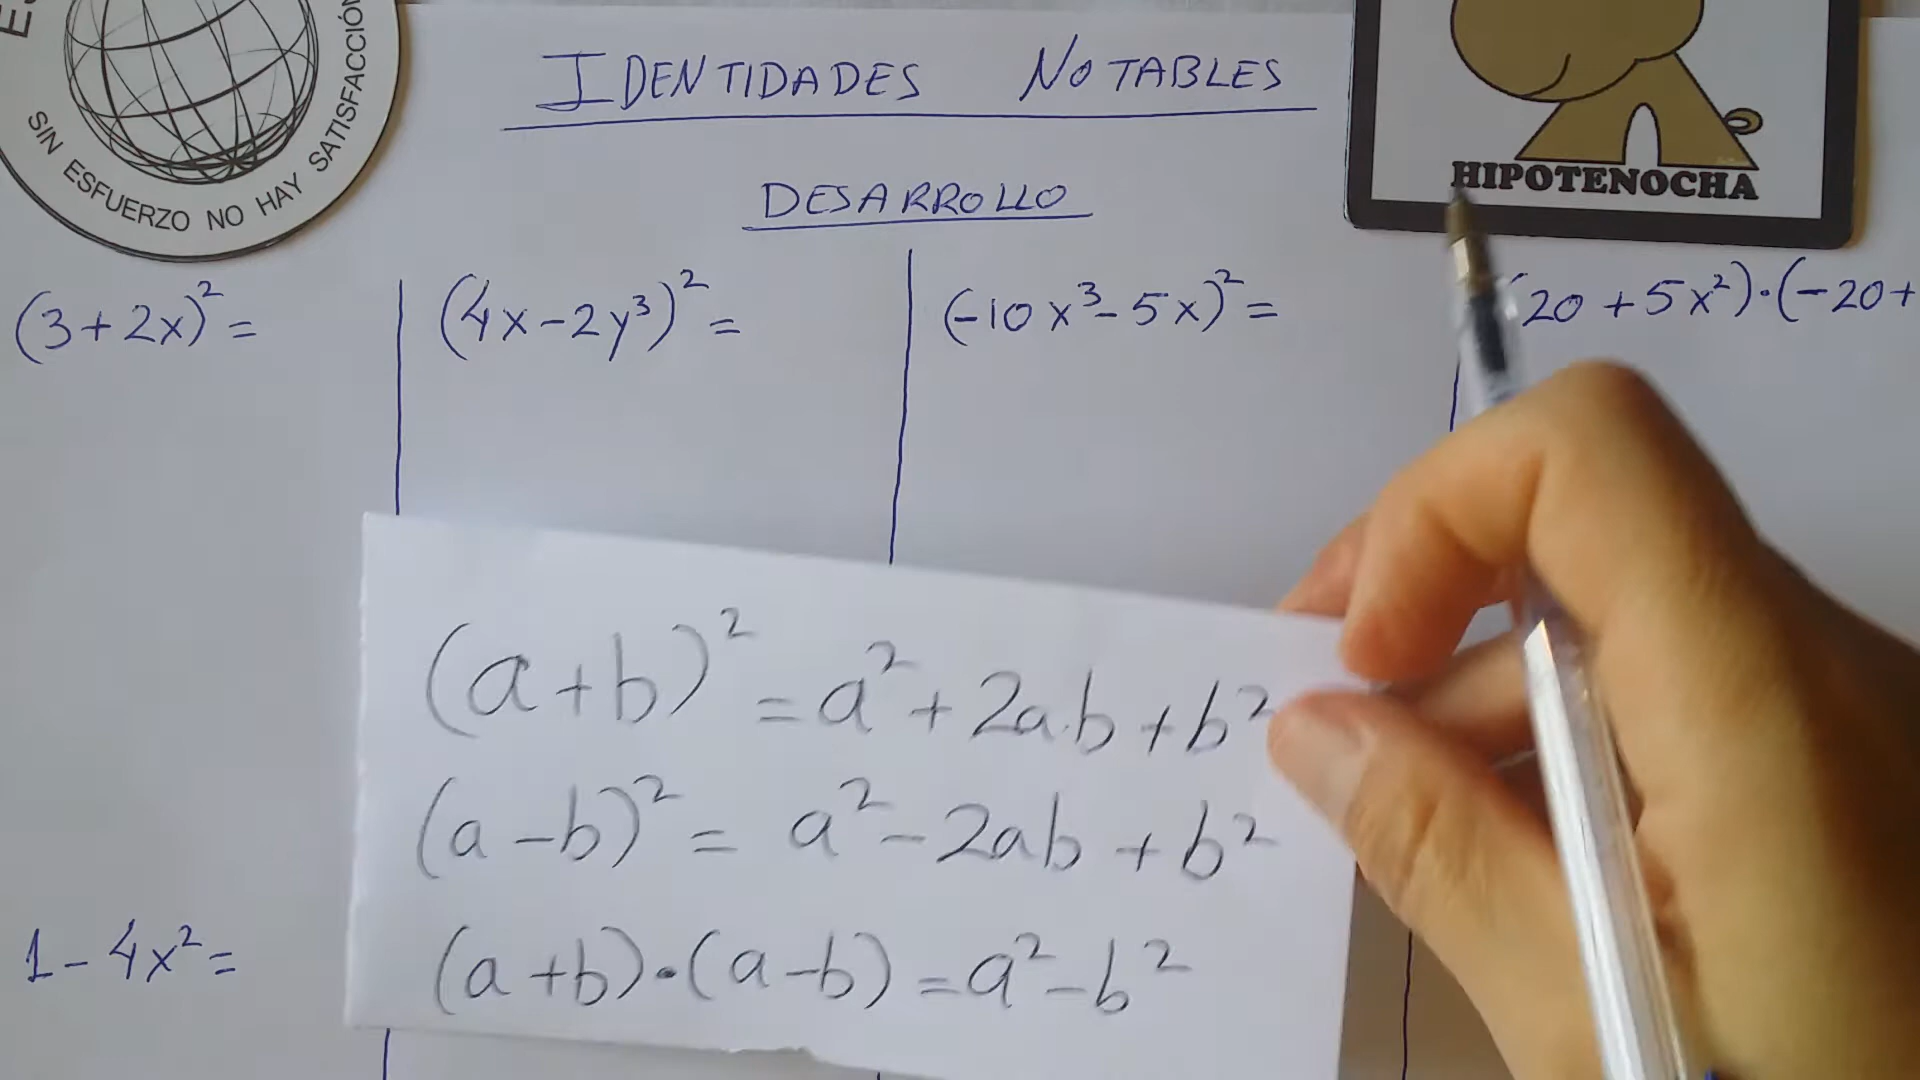 SIN ESFUERZO NO HAY SATISFACCIÓN
IDENTIDADES NOTABLES
HIPOTENOCHA
DESARROLLO
(3+2x)²=
(4x-2y³)²=
(-10x³-5x)²=
20+5x²)·(-20+
(a+b)²=a²+2ab+b²
(a-b)²=a²-2ab+b²
(a+b)·(a-b)=a²-b²
1-4x²=